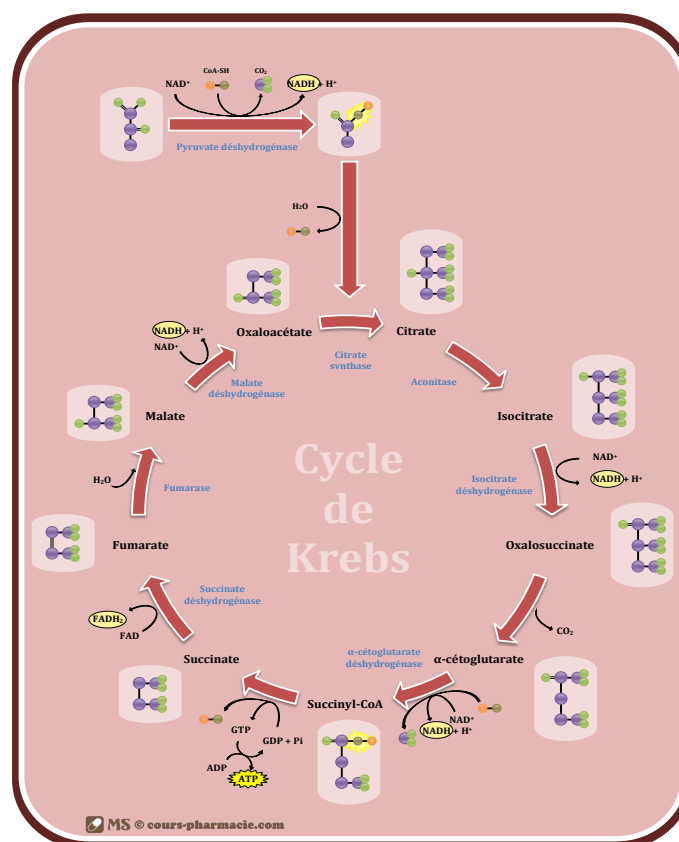 NAD⁺
CoA-SH
CO₂
NADH + H⁺
Pyruvate déshydrogénase
H₂O
Oxaloacétate
Citrate
Citrate
synthase
Aconitase
NADH + H⁺
NAD⁺
Malate
déshydrogénase
Malate
Isocitrate
Isocitrate
déshydrogénase
NAD⁺
NADH + H⁺
H₂O
Fumarase
Cycle
de
Krebs
Fumarate
Oxalosuccinate
Succinate
déshydrogénase
FADH₂
FAD
CO₂
Succinate
α-cétoglutarate
déshydrogénase
α-cétoglutarate
Succinyl-CoA
NAD⁺
NADH + H⁺
GTP
GDP + Pi
ADP
ATP
MS © cours-pharmacie.com